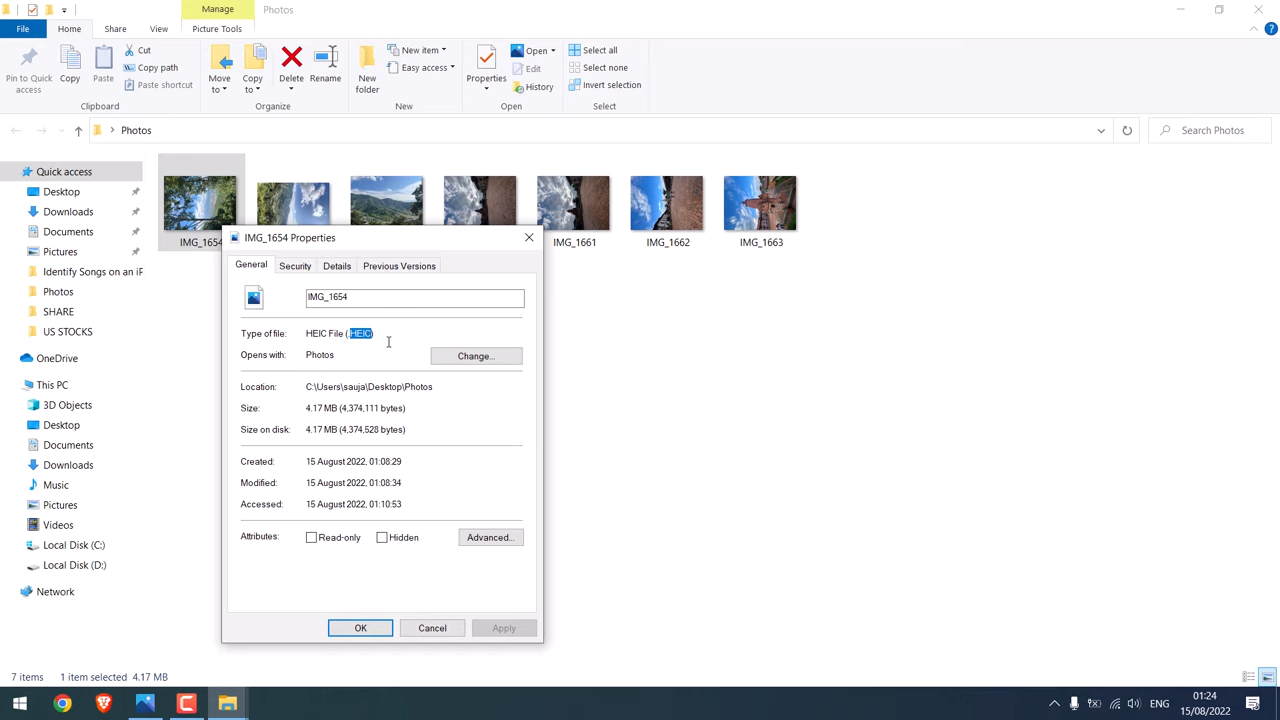 Manage
Photos
File
Home
Share
View
Picture Tools
Pin to Quick access
Copy
Paste
Cut
Copy path
Paste shortcut
Clipboard
Move to
Copy to
Delete
Rename
Organize
New folder
New item
Easy access
New
Properties
Open
Edit
History
Open
Select all
Select none
Invert selection
Select
Photos
Search Photos
Quick access
Desktop
Downloads
Documents
Pictures
Identify Songs on an iP
Photos
SHARE
US STOCKS
OneDrive
This PC
3D Objects
Desktop
Documents
Downloads
Music
Pictures
Videos
Local Disk (C:)
Local Disk (D:)
Network
IMG_1654
IMG_1661
IMG_1662
IMG_1663
IMG_1654 Properties
General
Security
Details
Previous Versions
IMG_1654
Type of file: HEIC File (.HEIC)
Opens with: Photos
Change...
Location: C:\Users\sauja\Desktop\Photos
Size: 4.17 MB (4,374,111 bytes)
Size on disk: 4.17 MB (4,374,528 bytes)
Created: 15 August 2022, 01:08:29
Modified: 15 August 2022, 01:08:34
Accessed: 15 August 2022, 01:10:53
Attributes: Read-only Hidden Advanced...
OK Cancel Apply
7 items 1 item selected 4.17 MB
ENG
01:24
15/08/2022